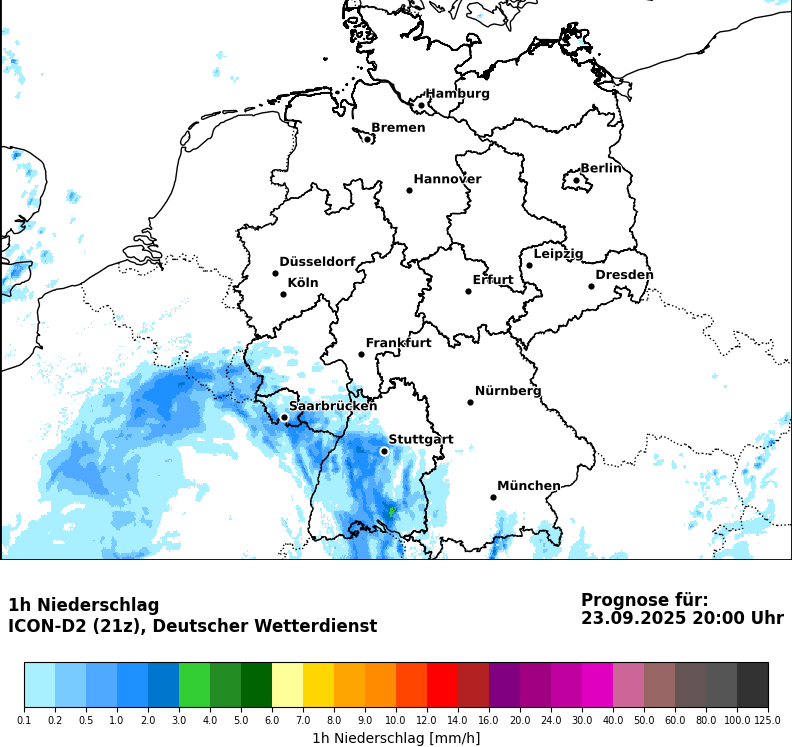 Hamburg
Bremen
Berlin
Hannover
Leipzig
Düsseldorf
Dresden
Köln
Erfurt
Frankfurt
Nürnberg
Saarbrücken
Stuttgart
München
1h Niederschlag
ICON-D2 (21z), Deutscher Wetterdienst
Prognose für:
23.09.2025 20:00 Uhr
0.1 0.2 0.5 1.0 2.0 3.0 4.0 5.0 6.0 7.0 8.0 9.0 10.0 12.0 14.0 16.0 20.0 24.0 30.0 40.0 50.0 60.0 80.0 100.0 125.0
1h Niederschlag [mm/h]